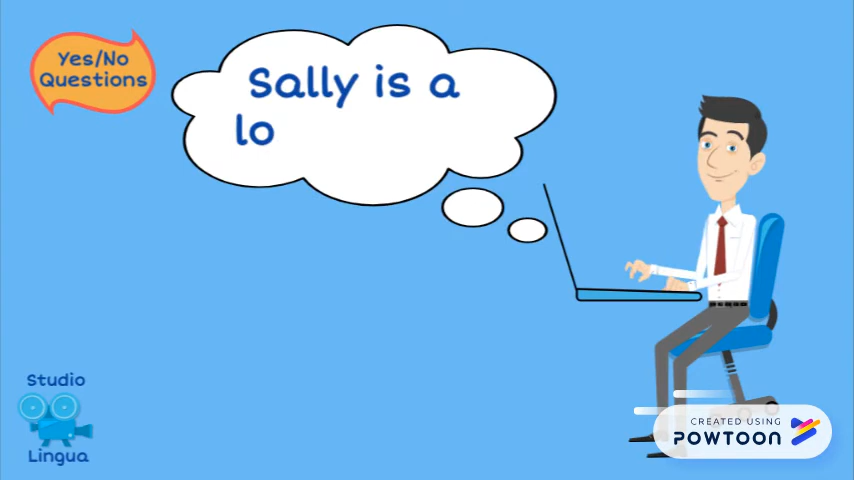 Yes/No
Questions
Sally is a
lo
Studio
Lingua
CREATED USING
POWTOON